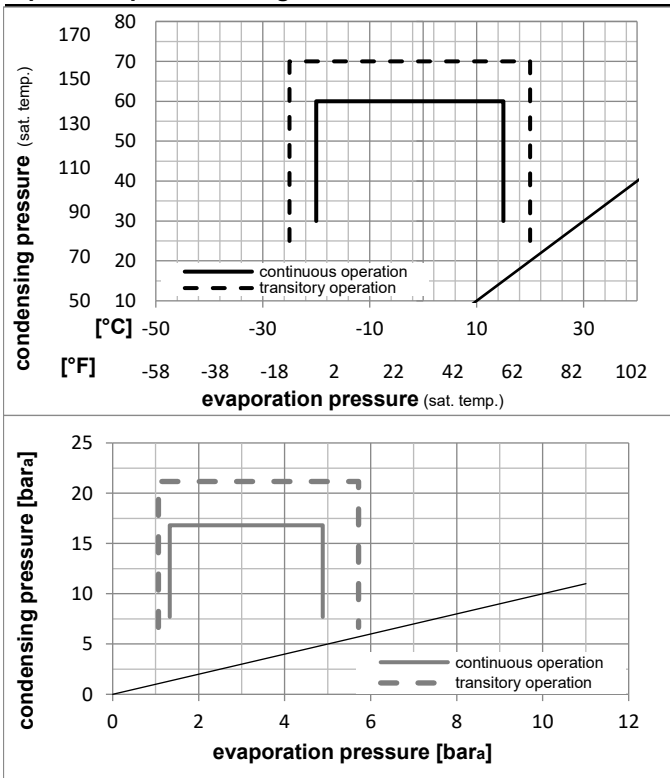 170 80
70
150
60
130
50
110 40
90 30
70 20
50 10
condensing pressure (sat. temp.)
continuous operation
transitory operation
[°C] -50 -30 -10 10 30
[°F] -58 -38 -18 2 22 42 62 82 102
evaporation pressure (sat. temp.)
25
20
15
10
5
0
condensing pressure [bara]
continuous operation
transitory operation
0 2 4 6 8 10 12
evaporation pressure [bara]